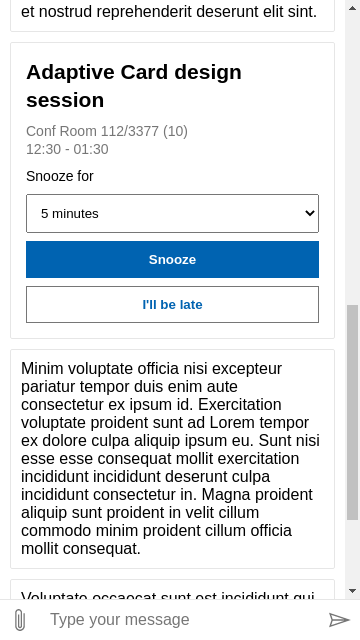 et nostrud reprehenderit deserunt elit sint.
Adaptive Card design
session
Conf Room 112/3377 (10)
12:30 - 01:30
Snooze for
5 minutes
Snooze
I'll be late
Minim voluptate officia nisi excepteur
pariatur tempor duis enim aute
consectetur ex ipsum id. Exercitation
voluptate proident sunt ad Lorem tempor
ex dolore culpa aliquip ipsum eu. Sunt nisi
esse esse consequat mollit exercitation
incididunt incididunt deserunt culpa
incididunt consectetur in. Magna proident
aliquip sunt proident in velit cillum
commodo minim proident cillum officia
mollit consequat.
Voluptate occaecat sunt est incididunt qui
Type your message